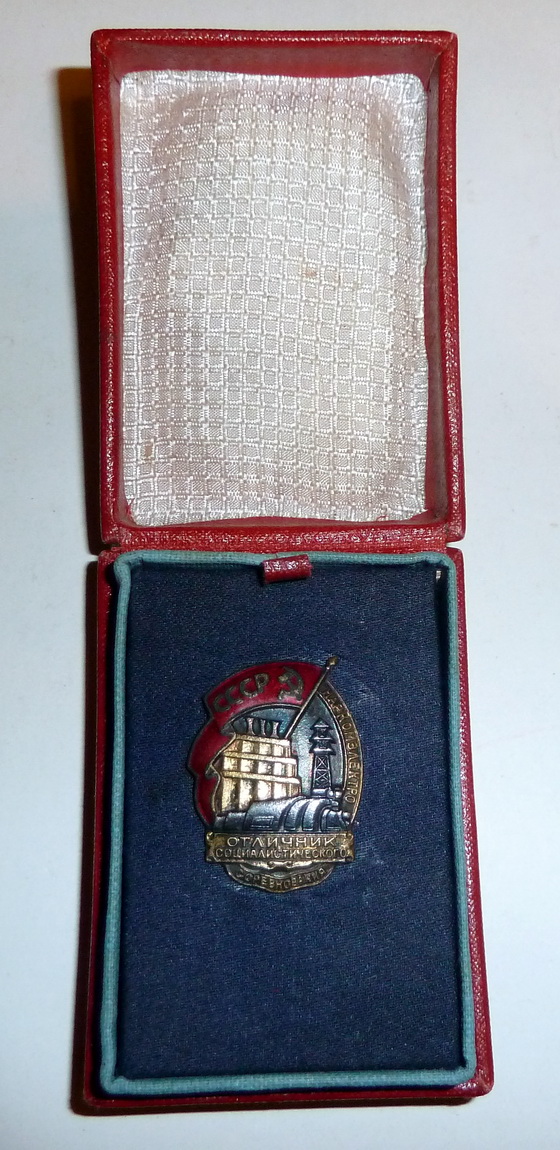 СССР
НАРКОМЭЛЕКТРО
ОТЛИЧНИК
СОЦИАЛИСТИЧЕСКОГО
СОРЕВНОВАНИЯ